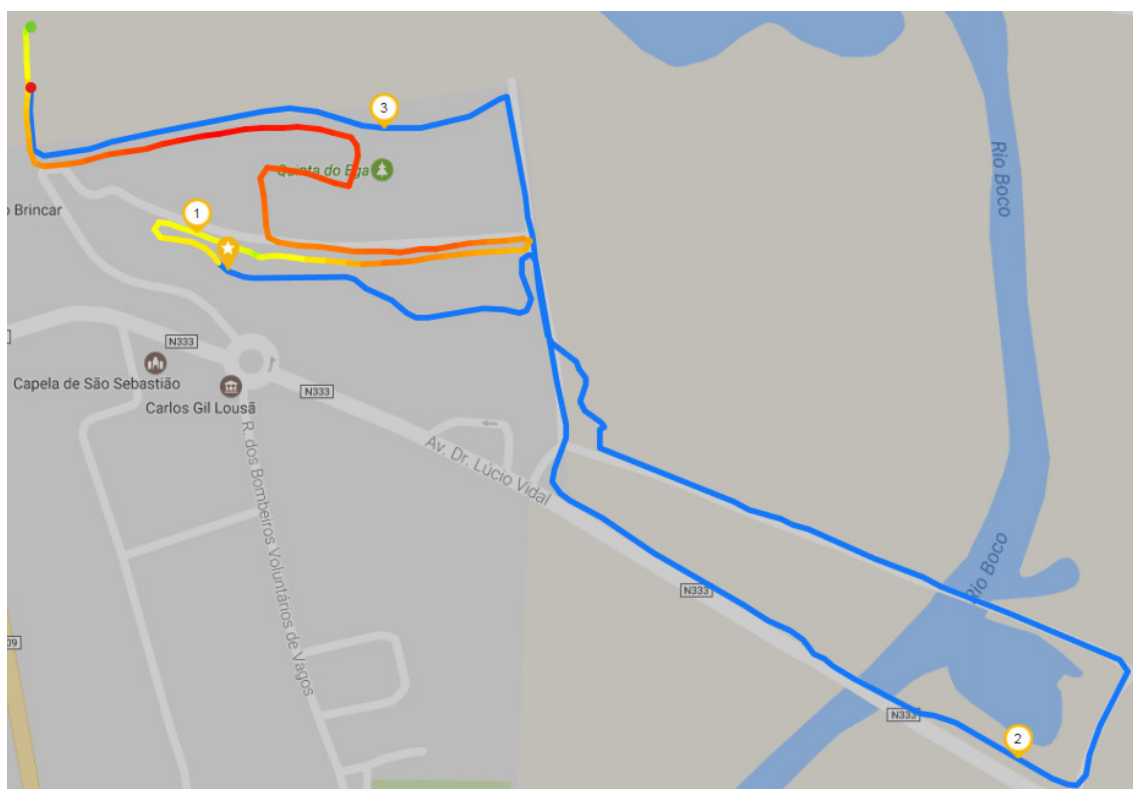 3
Rio Boco
Quinta do Ega
Brincar
1
N333
Capela de São Sebastião
N333
Carlos Gil Lousã
Av. Dr. Lúcio Vidal
R. dos Bombeiros Voluntários de Vagos
Rio Boco
N333
09
N333
2